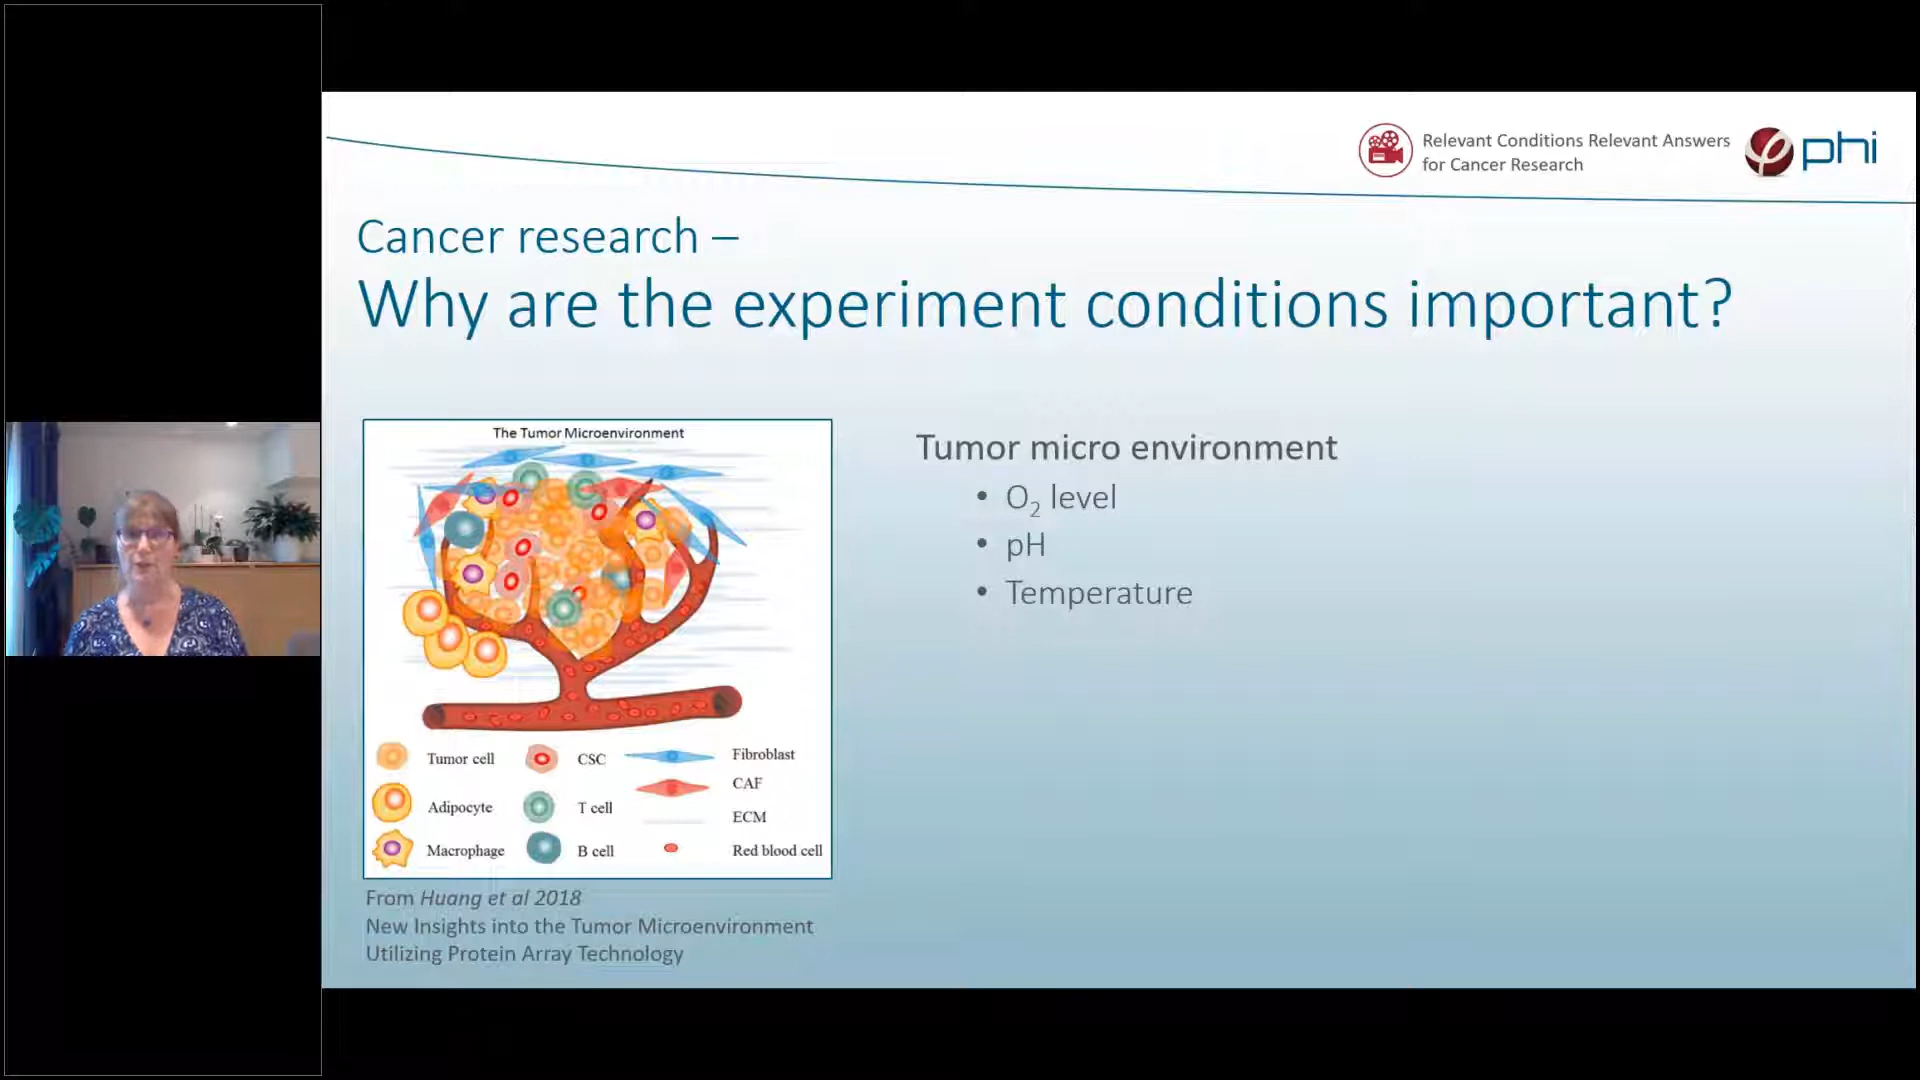 Relevant Conditions Relevant Answers
for Cancer Research
phi
Cancer research –
Why are the experiment conditions important?
The Tumor Microenvironment
Tumor cell
CSC
Fibroblast
CAF
Adipocyte
T cell
ECM
Macrophage
B cell
Red blood cell
From Huang et al 2018
New Insights into the Tumor Microenvironment
Utilizing Protein Array Technology
Tumor micro environment
• O₂ level
• pH
• Temperature